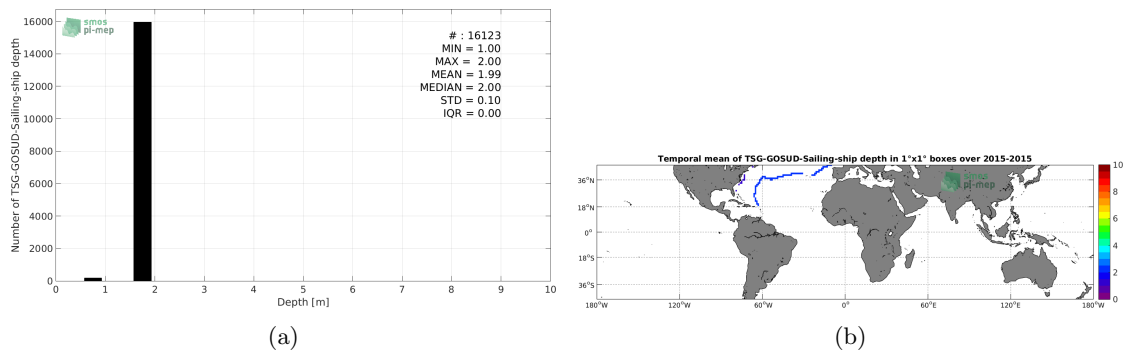 smos
pi-mep
# : 16123
MIN = 1.00
MAX = 2.00
MEAN = 1.99
MEDIAN = 2.00
STD = 0.10
IQR = 0.00
Number of TSG-GOSUD-Sailing-ship depth
16000
14000
12000
10000
8000
6000
4000
2000
0
0 1 2 3 4 5 6 7 8 9 10
Depth [m]
(a)
Temporal mean of TSG-GOSUD-Sailing-ship depth in 1°x1° boxes over 2015-2015
smos
pi-mep
36°N
18°N
0°
18°S
36°S
180°W 120°W 60°W 0° 60°E 120°E 180°W
10
8
6
4
2
0
(b)